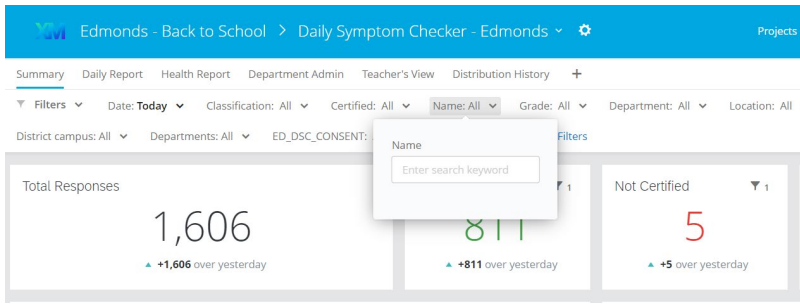 XM Edmonds - Back to School > Daily Symptom Checker - Edmonds Projects
Summary Daily Report Health Report Department Admin Teacher's View Distribution History +
Filters Date: Today Classification: All Certified: All Name: All Grade: All Department: All Location: All
District campus: All Departments: All ED_DSC_CONSENT: Filters
Name
Enter search keyword
Total Responses 1 Not Certified 1
1,606 811 5
+1,606 over yesterday +811 over yesterday +5 over yesterday